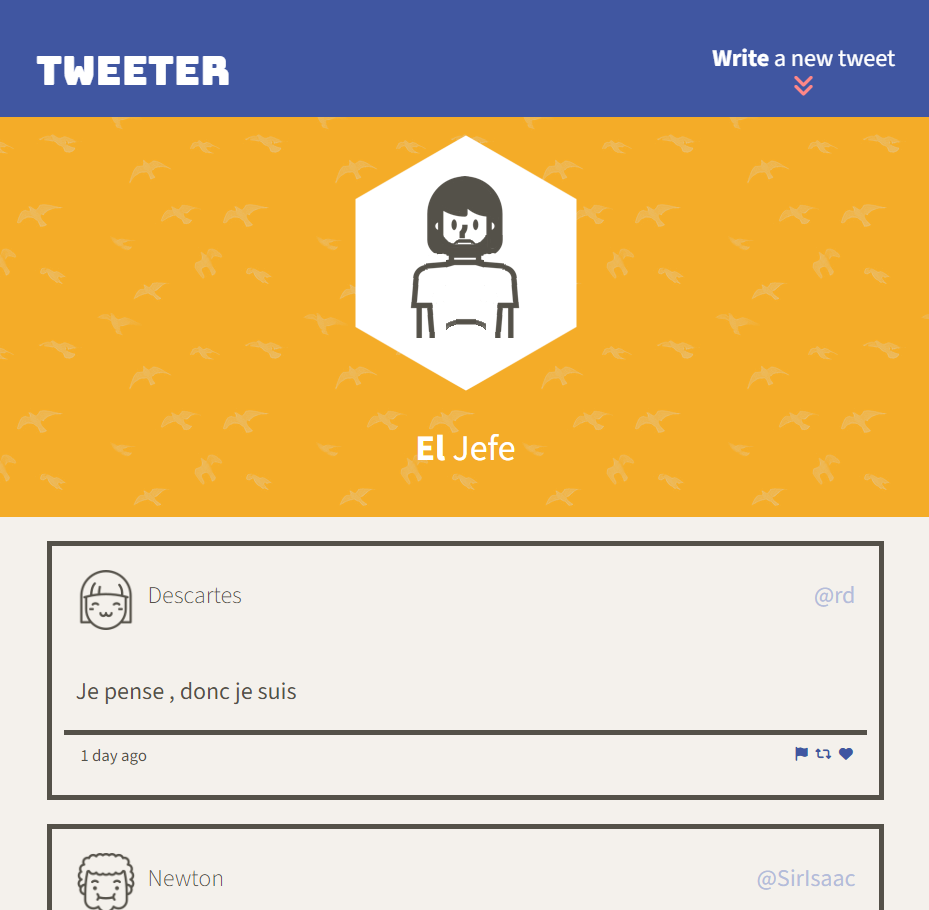 TWEETER
Write a new tweet
El Jefe
Descartes
@rd
Je pense , donc je suis
1 day ago
Newton
@SirIsaac